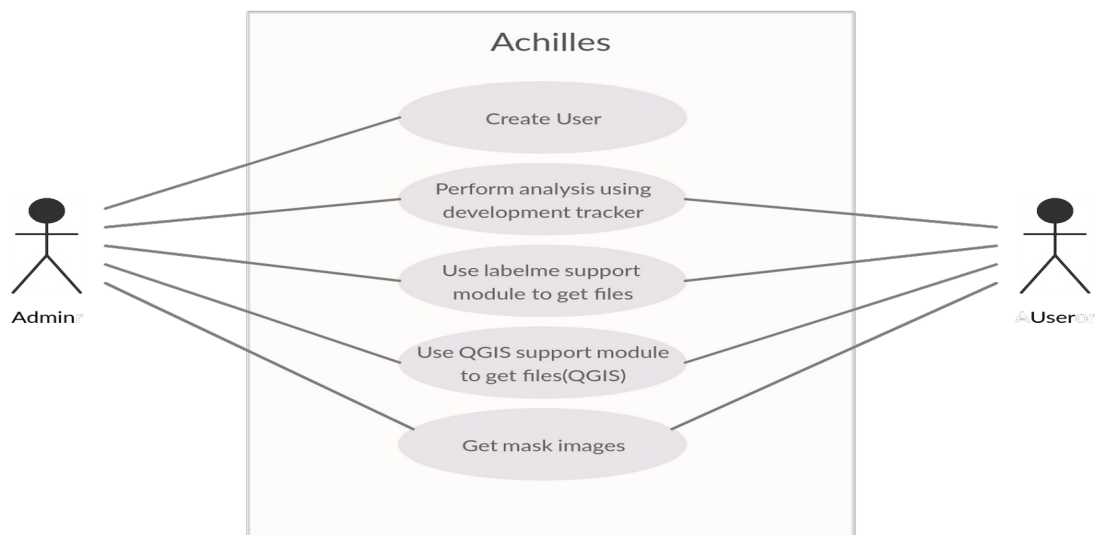 Achilles
Create User
Perform analysis using
development tracker
Use labelme support
module to get files
Use QGIS support module
to get files(QGIS)
Get mask images
Admin
User